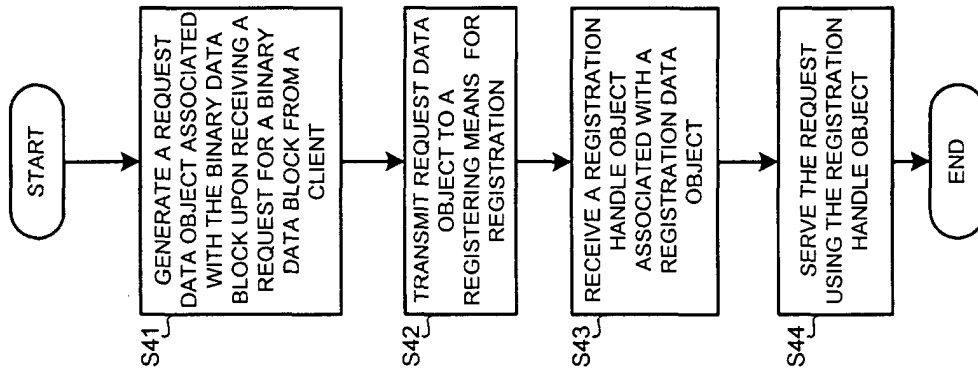 START
GENERATE A REQUEST
DATA OBJECT ASSOCIATED
WITH THE BINARY DATA
BLOCK UPON RECEIVING A
REQUEST FOR A BINARY
DATA BLOCK FROM A
CLIENT
S41
TRANSMIT REQUEST DATA
OBJECT TO A
REGISTERING MEANS FOR
REGISTRATION
S42
RECEIVE A REGISTRATION
HANDLE OBJECT
ASSOCIATED WITH A
REGISTRATION DATA
OBJECT
S43
SERVE THE REQUEST
USING THE REGISTRATION
HANDLE OBJECT
S44
END